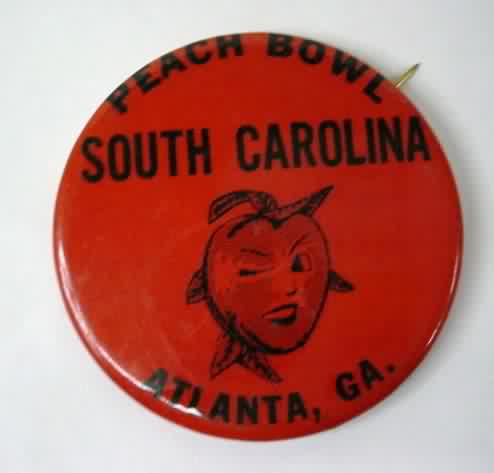 PEACH BOWL
SOUTH CAROLINA
ATLANTA, GA.